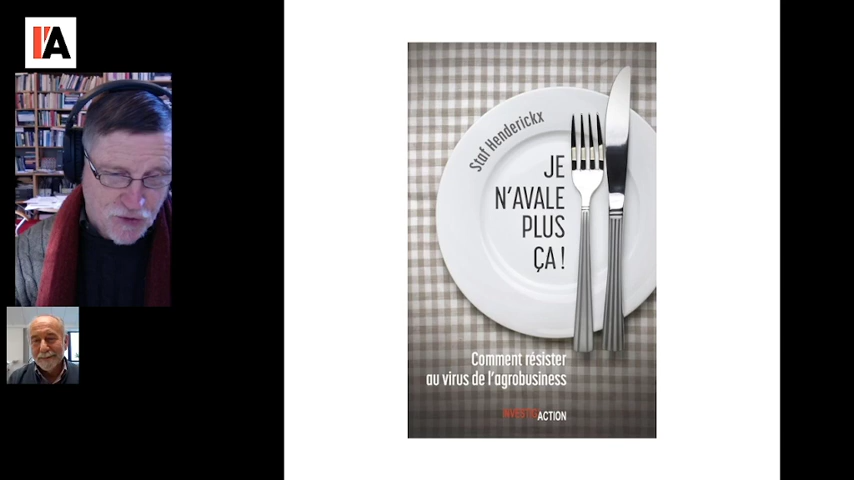 I'A
Staf Henderickx
JE
N'AVALE
PLUS
ÇA !
Comment résister
au virus de l'agrobusiness
INVESTIG'ACTION